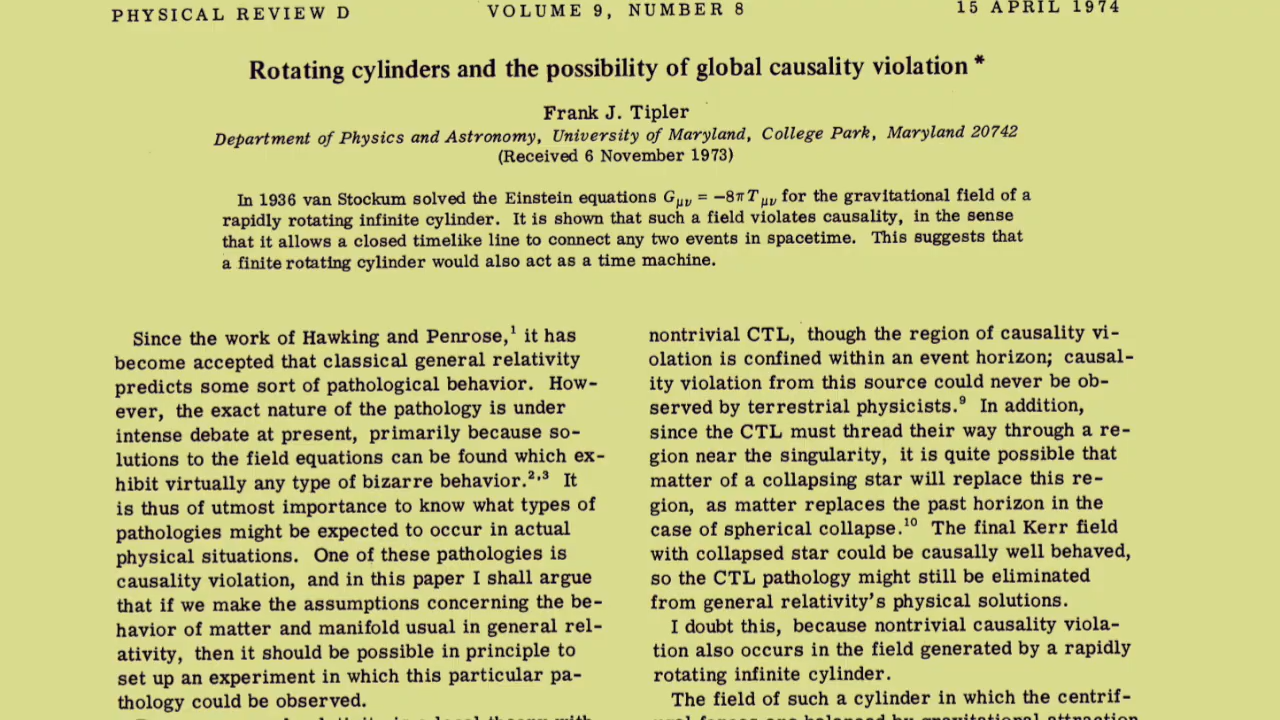 PHYSICAL REVIEW D VOLUME 9, NUMBER 8 15 APRIL 1974
Rotating cylinders and the possibility of global causality violation *
Frank J. Tipler
Department of Physics and Astronomy, University of Maryland, College Park, Maryland 20742
(Received 6 November 1973)
In 1936 van Stockum solved the Einstein equations Gμν = -8πTμν for the gravitational field of a
rapidly rotating infinite cylinder. It is shown that such a field violates causality, in the sense
that it allows a closed timelike line to connect any two events in spacetime. This suggests that
a finite rotating cylinder would also act as a time machine.
Since the work of Hawking and Penrose,¹ it has
become accepted that classical general relativity
predicts some sort of pathological behavior. How-
ever, the exact nature of the pathology is under
intense debate at present, primarily because so-
lutions to the field equations can be found which ex-
hibit virtually any type of bizarre behavior.²,³ It
is thus of utmost importance to know what types of
pathologies might be expected to occur in actual
physical situations. One of these pathologies is
causality violation, and in this paper I shall argue
that if we make the assumptions concerning the be-
havior of matter and manifold usual in general rel-
ativity, then it should be possible in principle to
set up an experiment in which this particular pa-
thology could be observed.
nontrivial CTL, though the region of causality vi-
olation is confined within an event horizon; causal-
ity violation from this source could never be ob-
served by terrestrial physicists.⁹ In addition,
since the CTL must thread their way through a re-
gion near the singularity, it is quite possible that
matter of a collapsing star will replace this re-
gion, as matter replaces the past horizon in the
case of spherical collapse.¹⁰ The final Kerr field
with collapsed star could be causally well behaved,
so the CTL pathology might still be eliminated
from general relativity's physical solutions.
I doubt this, because nontrivial causality viola-
tion also occurs in the field generated by a rapidly
rotating infinite cylinder.
The field of such a cylinder in which the centrif-